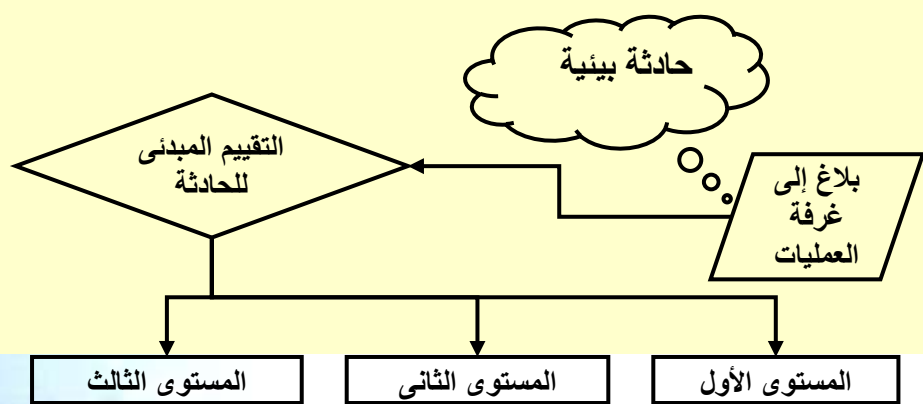 حادثة بيئية
بلاغ إلى
غرفة
العمليات
التقييم المبدئى
للحادثة
المستوى الأول
المستوى الثانى
المستوى الثالث